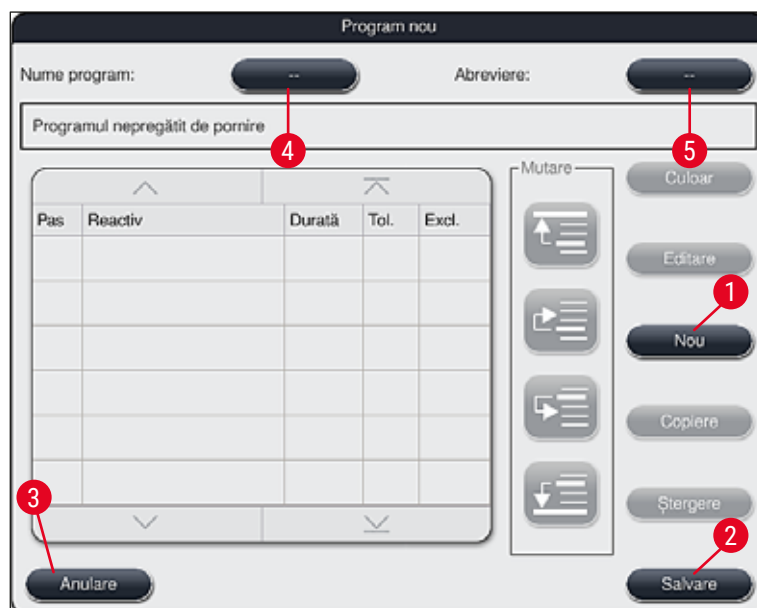 Program nou
Nume program: -- Abreviere: --
Programul nepregătit de pornire
4
5
Mutare
Culoar
Pas Reactiv Durată Tol. Excl.
Editare
1
Nou
Copiere
3
Ștergere
2
Anulare
Salvare